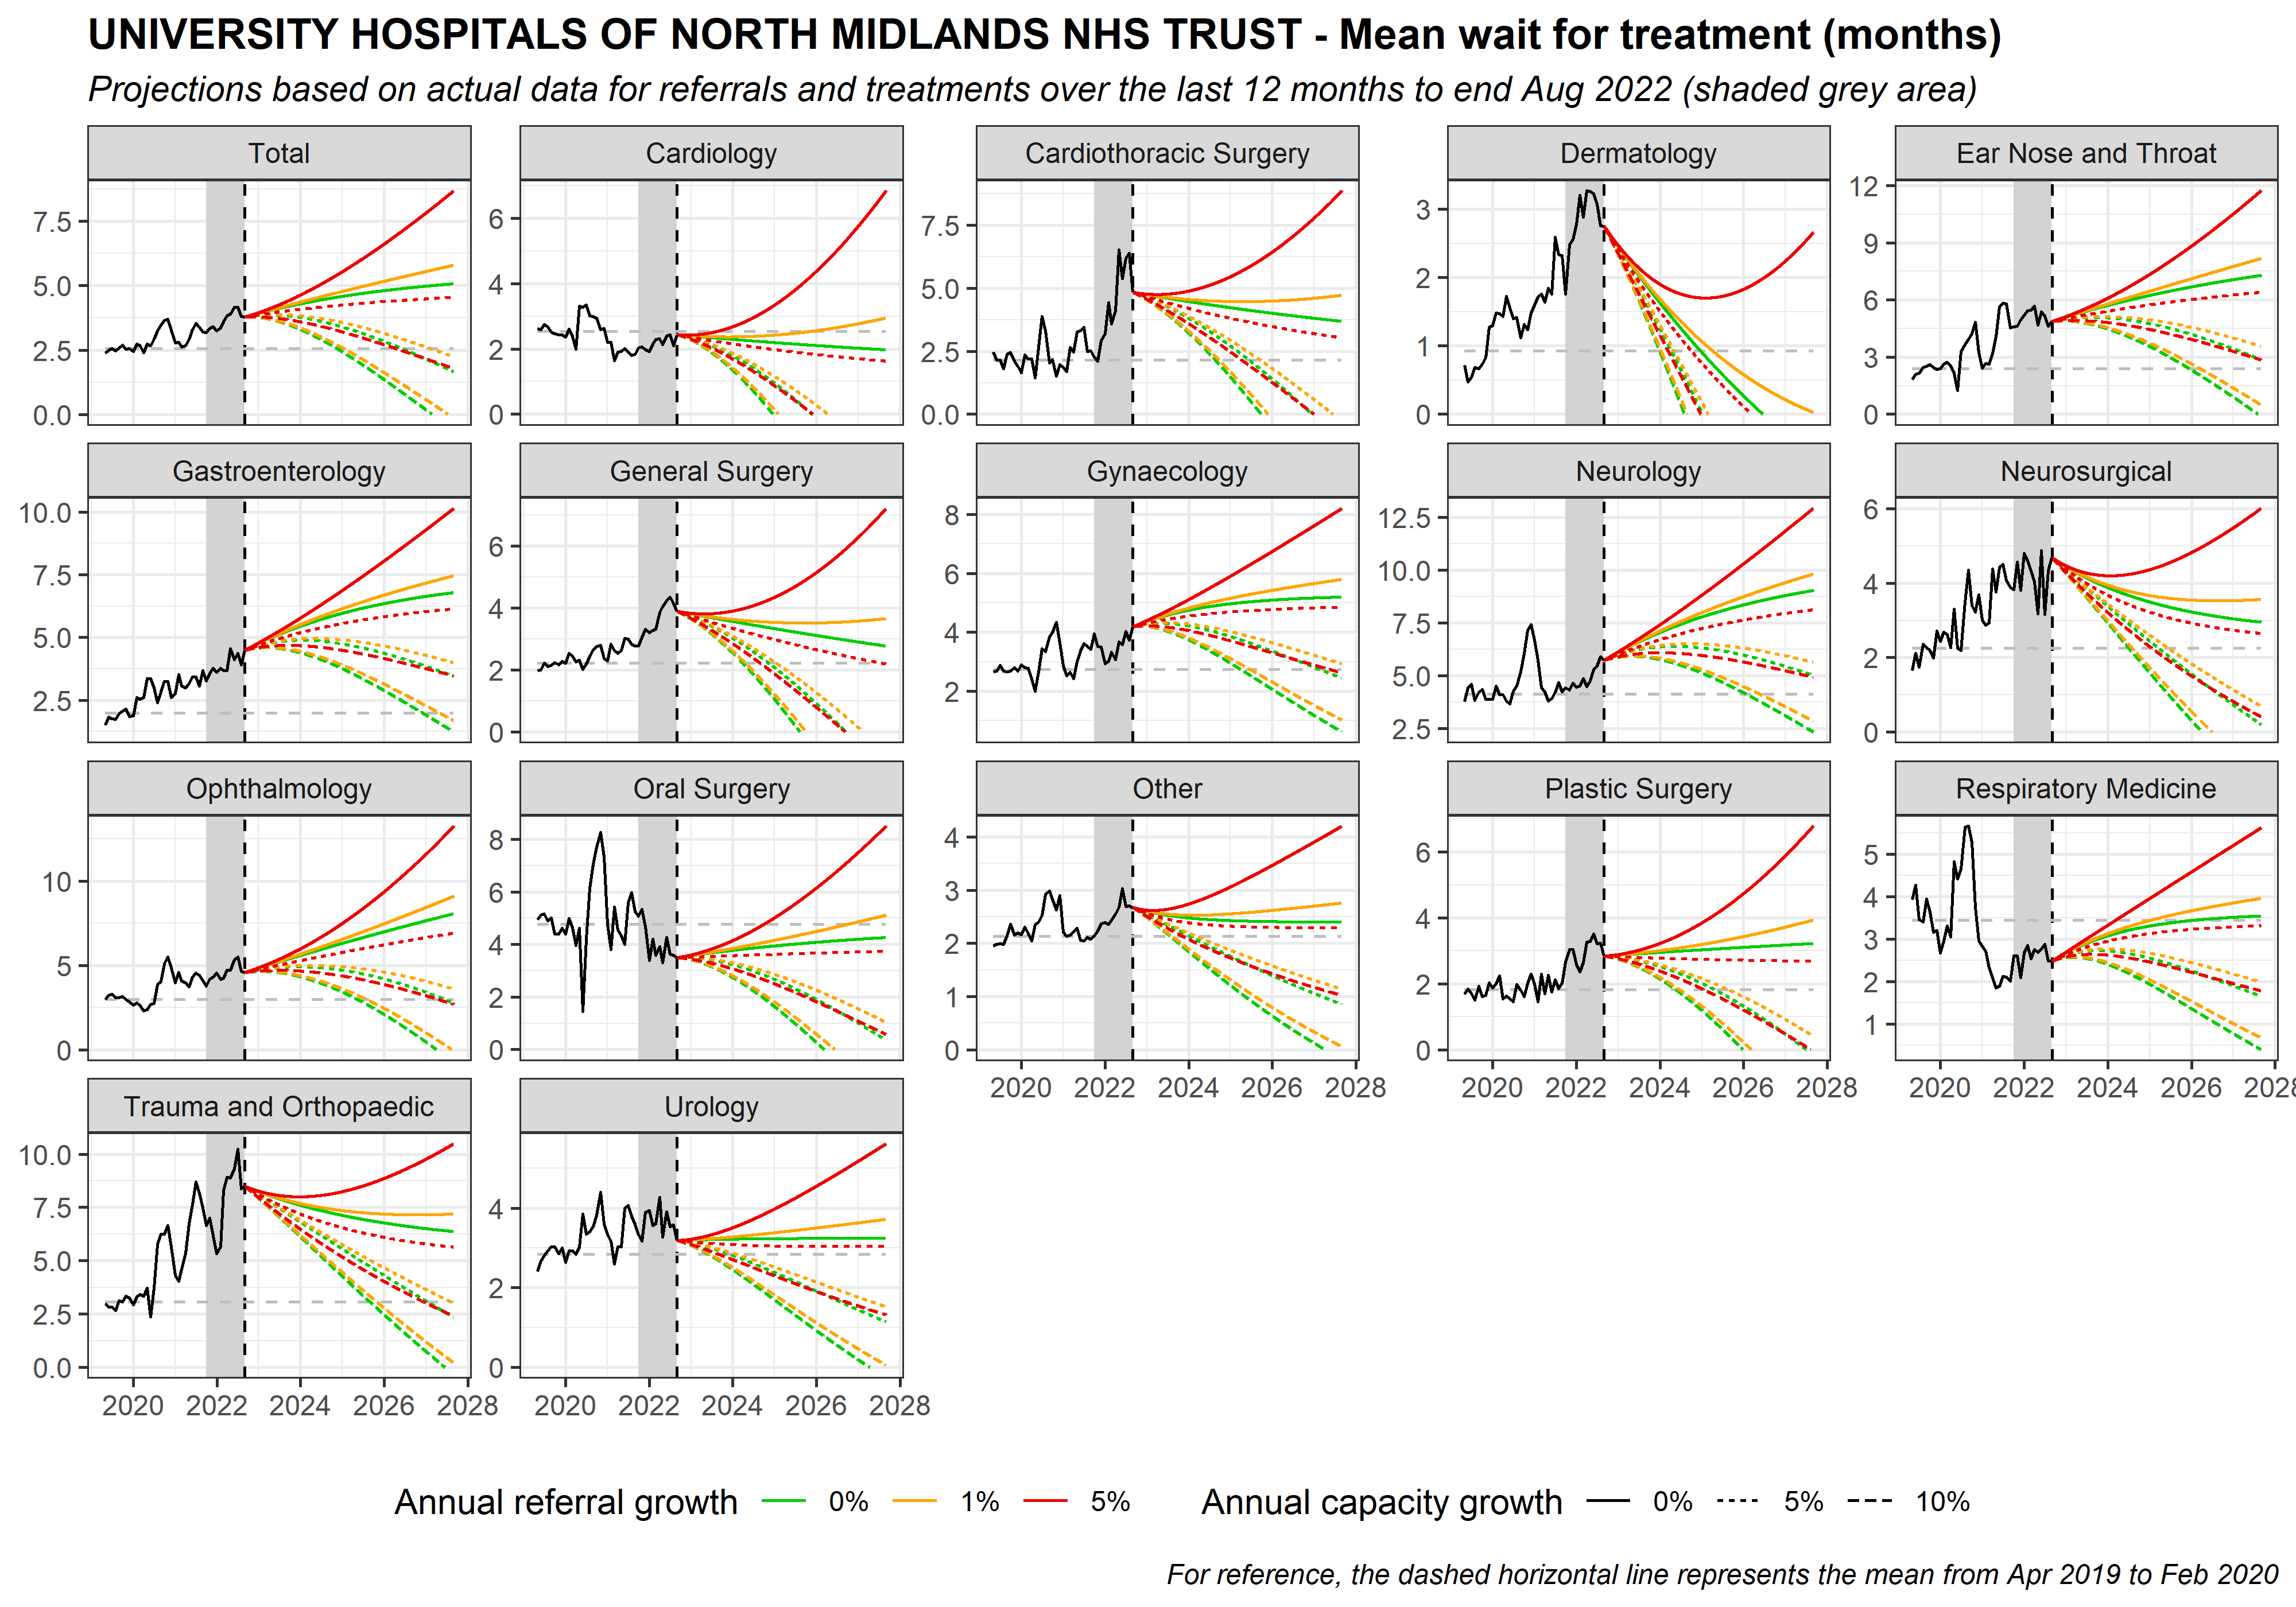 UNIVERSITY HOSPITALS OF NORTH MIDLANDS NHS TRUST - Mean wait for treatment (months)
Projections based on actual data for referrals and treatments over the last 12 months to end Aug 2022 (shaded grey area)
Total
7.5
5.0
2.5
0.0
Cardiology
6
4
2
0
Cardiothoracic Surgery
7.5
5.0
2.5
0.0
Dermatology
3
2
1
0
Ear Nose and Throat
12
9
6
3
0
Gastroenterology
10.0
7.5
5.0
2.5
General Surgery
6
4
2
0
Gynaecology
8
6
4
2
Neurology
12.5
10.0
7.5
5.0
2.5
Neurosurgical
6
4
2
0
Ophthalmology
10
5
0
Oral Surgery
8
6
4
2
0
Other
4
3
2
1
0
2020 2022 2024 2026 2028
Plastic Surgery
6
4
2
0
2020 2022 2024 2026 2028
Respiratory Medicine
5
4
3
2
1
2020 2022 2024 2026 2028
Trauma and Orthopaedic
10.0
7.5
5.0
2.5
0.0
2020 2022 2024 2026 2028
Urology
4
2
0
2020 2022 2024 2026 2028
Annual referral growth 0% 1% 5% Annual capacity growth 0% 5% 10%
For reference, the dashed horizontal line represents the mean from Apr 2019 to Feb 2020